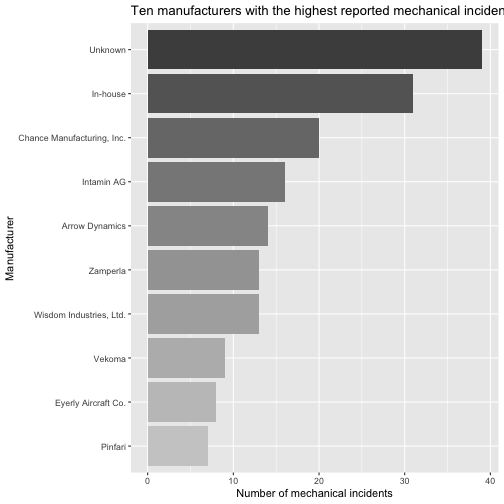 Ten manufacturers with the highest reported mechanical inciden
Unknown
In-house
Chance Manufacturing, Inc.
Intamin AG
Arrow Dynamics
Zamperla
Wisdom Industries, Ltd.
Vekoma
Eyerly Aircraft Co.
Pinfari
Manufacturer
0 10 20 30 40
Number of mechanical incidents